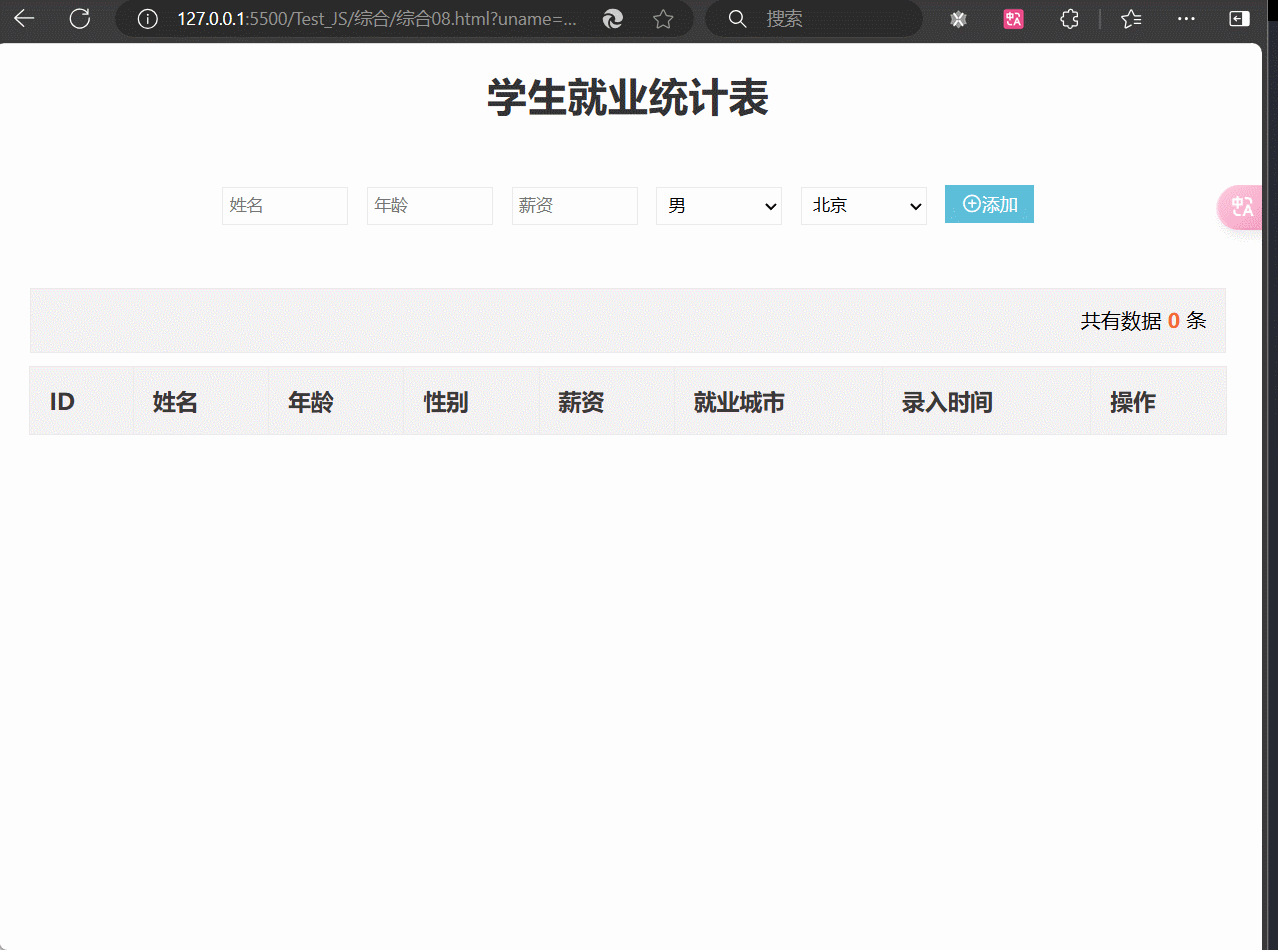 127.0.0.1:5500/Test_JS/综合/综合08.html?uname=... 搜索
学生就业统计表
姓名 年龄 薪资 男 北京 添加
共有数据 0 条
ID 姓名 年龄 性别 薪资 就业城市 录入时间 操作